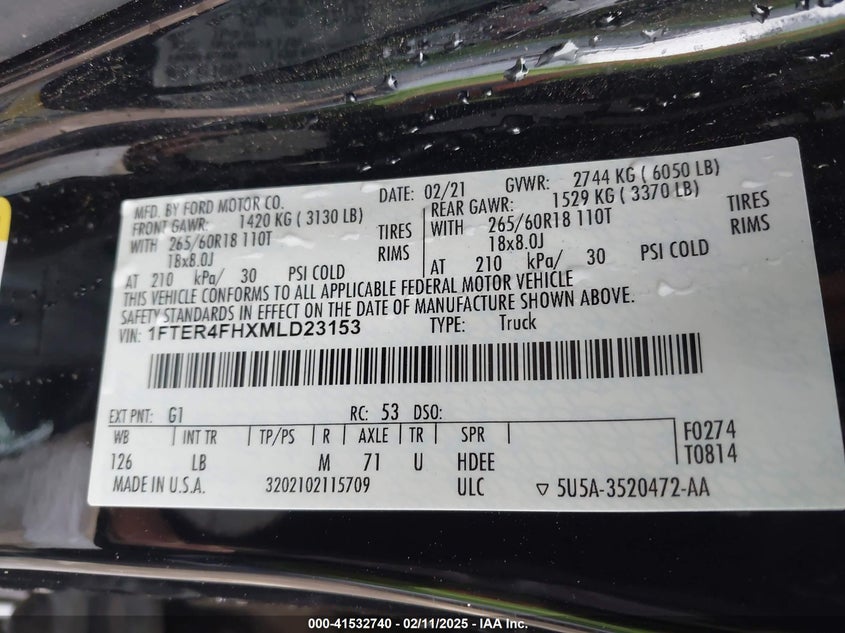 MFD. BY FORD MOTOR CO. DATE: 02/21 GVWR: 2744 KG ( 6050 LB)
FRONT GAWR: 1420 KG ( 3130 LB) REAR GAWR: 1529 KG ( 3370 LB)
WITH 265/60R18 110T TIRES WITH 265/60R18 110T TIRES
18x8.0J RIMS 18x8.0J RIMS
AT 210 kPa/ 30 PSI COLD AT 210 kPa/ 30 PSI COLD
THIS VEHICLE CONFORMS TO ALL APPLICABLE FEDERAL MOTOR VEHICLE
SAFETY STANDARDS IN EFFECT ON THE DATE OF MANUFACTURE SHOWN ABOVE.
VIN: 1FTER4FHXMLD23153 TYPE: Truck
EXT PNT: G1 RC: 53 DSO:
WB INT TR TP/PS R AXLE TR SPR F0274
126 LB M 71 U HDEE T0814
MADE IN U.S.A. 3202102115709 ULC ▽ 5U5A-3520472-AA
000-41532740 - 02/11/2025 - IAA Inc.